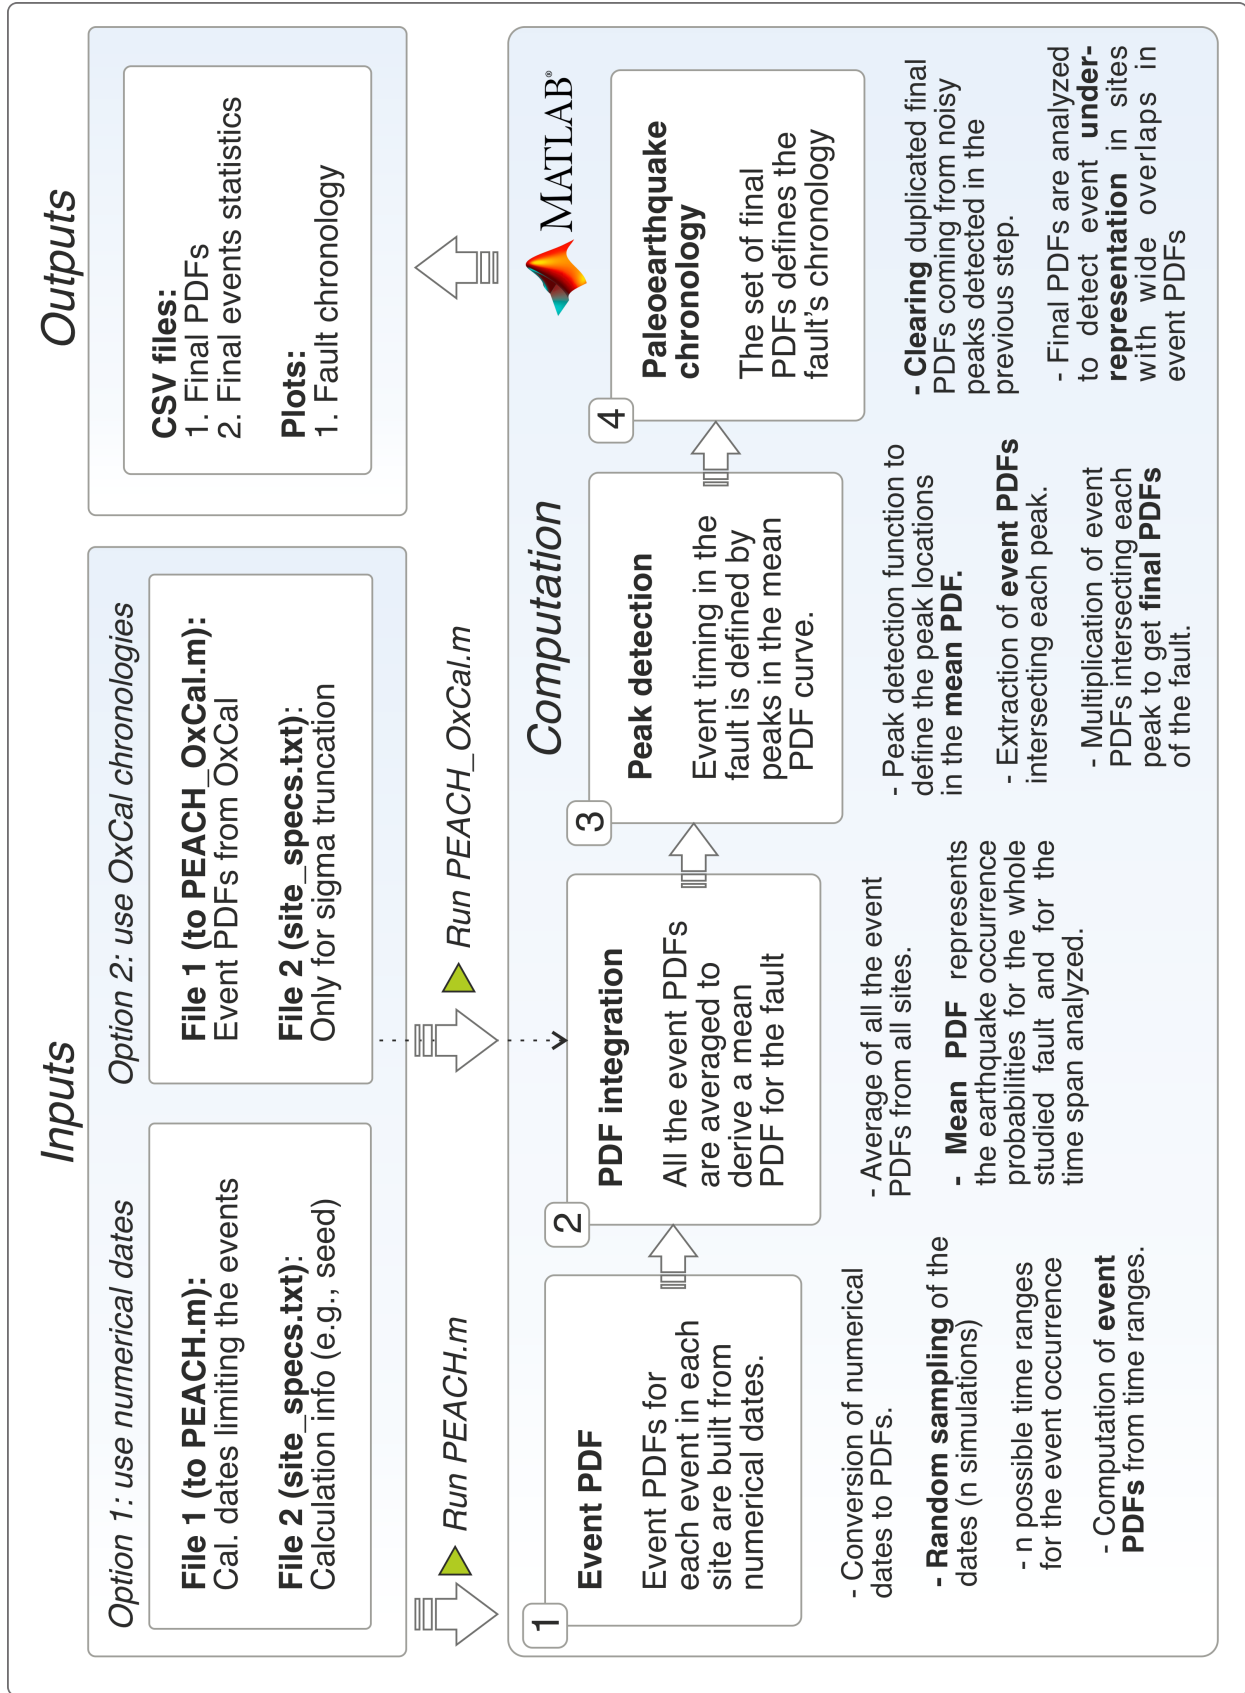 Inputs
Option 1: use numerical dates
File 1 (to PEACH.m):
Cal. dates limiting the events
File 2 (site_specs.txt):
Calculation info (e.g., seed)
Option 2: use OxCal chronologies
File 1 (to PEACH_OxCal.m):
Event PDFs from OxCal
File 2 (site_specs.txt):
Only for sigma truncation
Outputs
CSV files:
1. Final PDFs
2. Final events statistics
Plots:
1. Fault chronology
Run PEACH.m
Run PEACH_OxCal.m
Computation
MATLAB®
1
Event PDF
Event PDFs for
each event in each
site are built from
numerical dates.
- Conversion of numerical
dates to PDFs.
- Random sampling of the
dates (n simulations)
- n possible time ranges
for the event occurrence
- Computation of event
PDFs from time ranges.
2
PDF integration
All the event PDFs
are averaged to
derive a mean
PDF for the fault
- Average of all the event
PDFs from all sites.
- Mean PDF represents
the earthquake occurrence
probabilities for the whole
studied fault and for the
time span analyzed.
3
Peak detection
Event timing in the
fault is defined by
peaks in the mean
PDF curve.
- Peak detection function to
define the peak locations
in the mean PDF.
- Extraction of event PDFs
intersecting each peak.
- Multiplication of event
PDFs intersecting each
peak to get final PDFs
of the fault.
4
Paleoearthquake
chronology
The set of final
PDFs defines the
fault's chronology
- Clearing duplicated final
PDFs coming from noisy
peaks detected in the
previous step.
- Final PDFs are analyzed
to detect event under-
representation in sites
with wide overlaps in
event PDFs